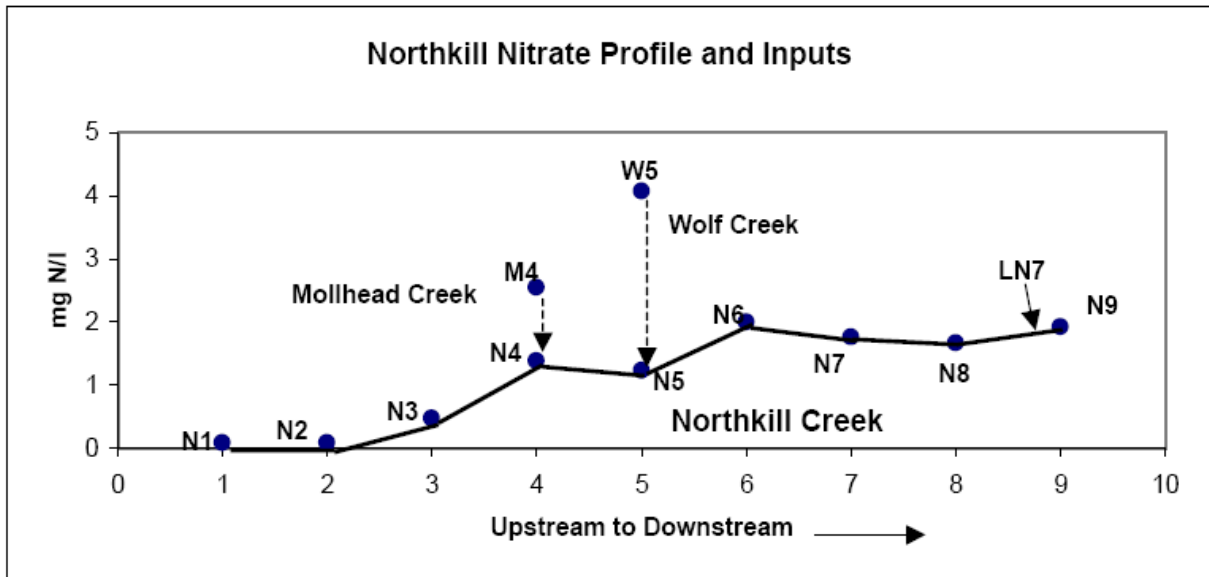 Northkill Nitrate Profile and Inputs
mg N/l
5
4
3
2
1
0
W5
Wolf Creek
M4
Mollhead Creek
LN7
N9
N6
N4
N7
N8
N5
N3
Northkill Creek
N1
N2
0 1 2 3 4 5 6 7 8 9 10
Upstream to Downstream